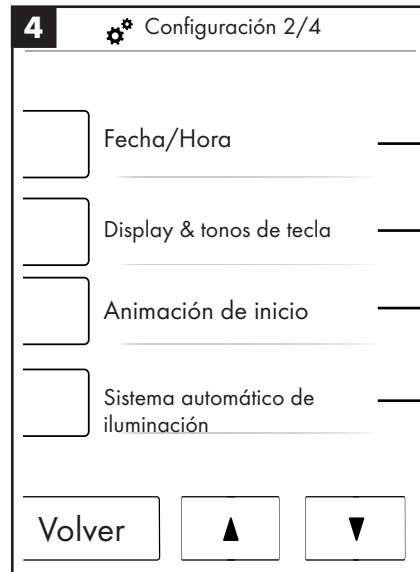 4
Configuración 2/4
Fecha/Hora
Display & tonos de tecla
Animación de inicio
Sistema automático de
iluminación
Volver